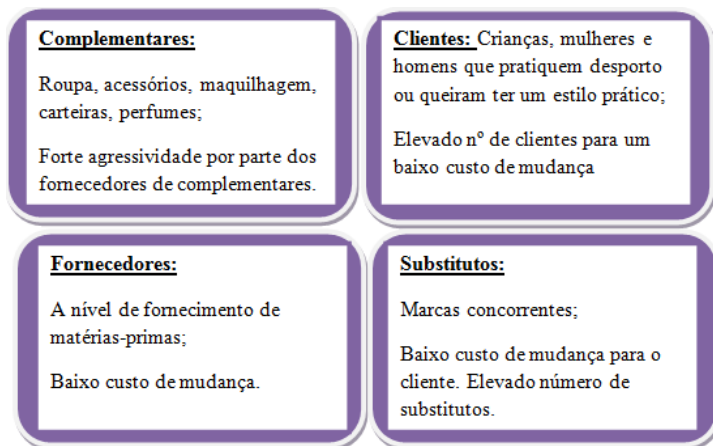 Complementares:
Roupa, acessórios, maquilhagem,
carteiras, perfumes;
Forte agressividade por parte dos
fornecedores de complementares.
Clientes: Crianças, mulheres e
homens que pratiquem desporto
ou queiram ter um estilo prático;
Elevado nº de clientes para um
baixo custo de mudança
Fornecedores:
A nível de fornecimento de
matérias-primas;
Baixo custo de mudança.
Substitutos:
Marcas concorrentes;
Baixo custo de mudança para o
cliente. Elevado número de
substitutos.